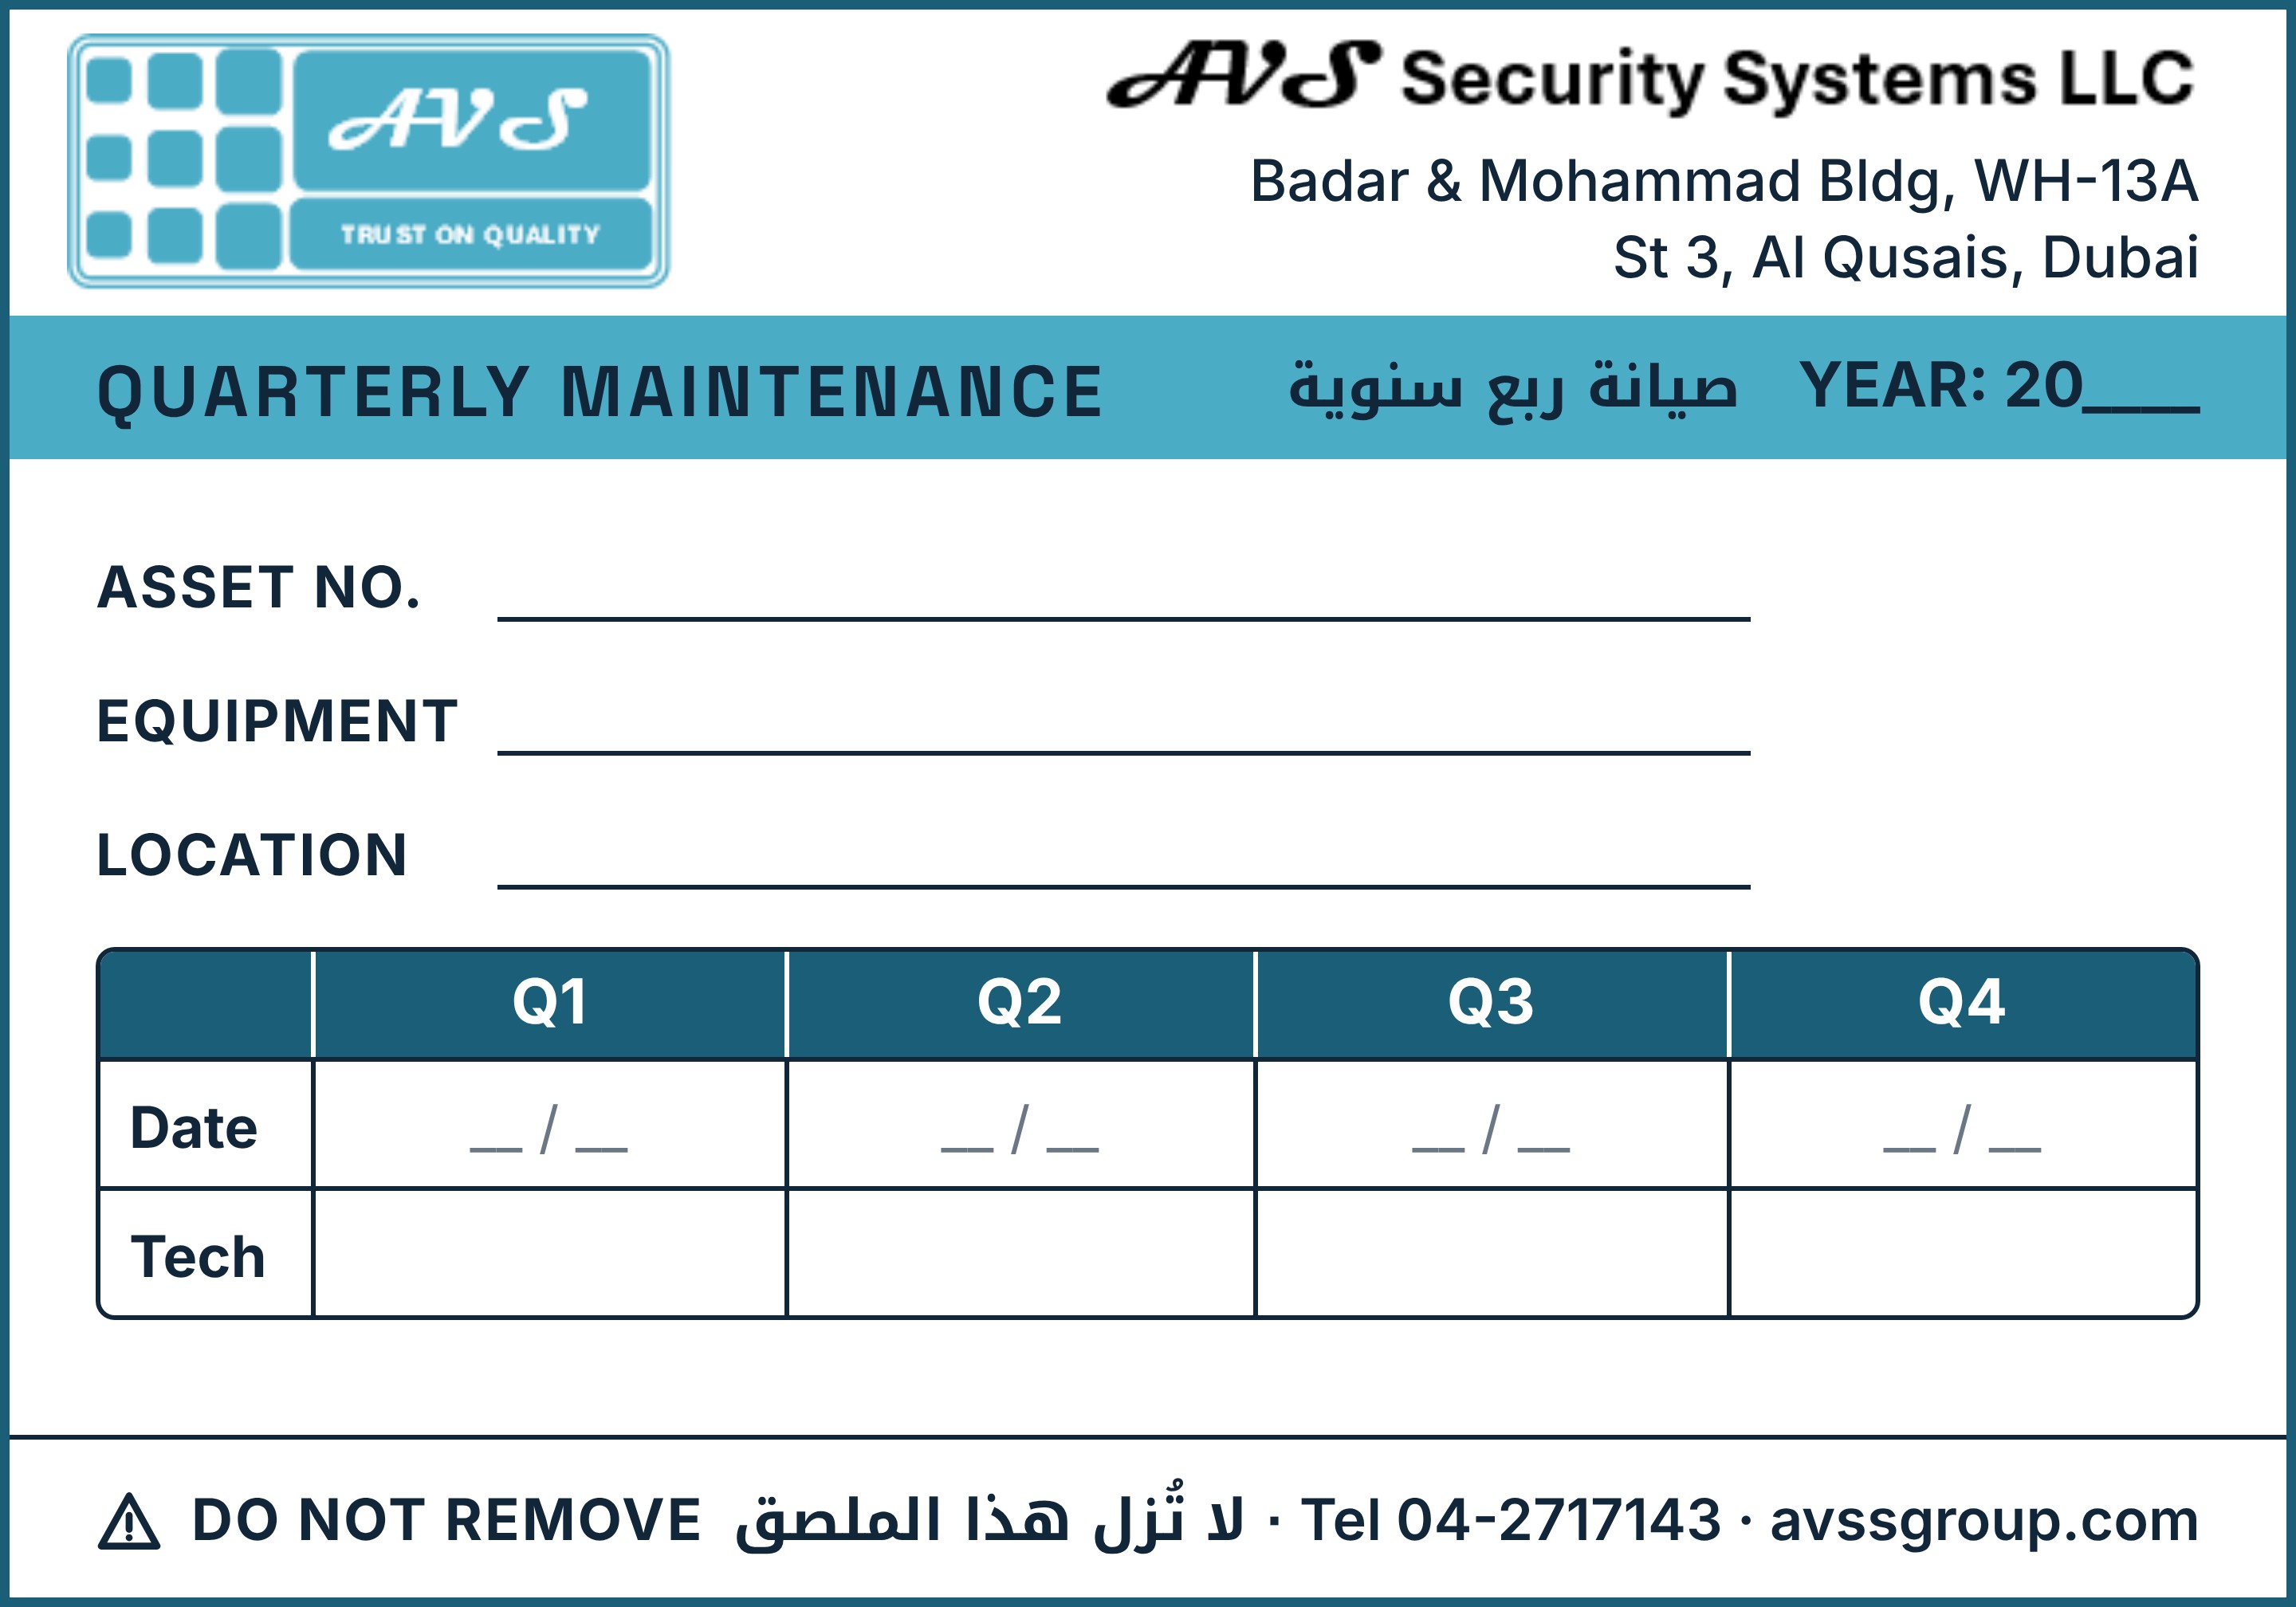 AVS
TRUST ON QUALITY
AVS Security Systems LLC
Badar & Mohammad Bldg, WH-13A
St 3, Al Qusais, Dubai
QUARTERLY MAINTENANCE صيانة ربع سنوية YEAR: 20____
ASSET NO.
EQUIPMENT
LOCATION
Q1 Q2 Q3 Q4
Date __ / __ __ / __ __ / __ __ / __
Tech
⚠ DO NOT REMOVE لا تُزل هذا الملصق · Tel 04-2717143 · avssgroup.com